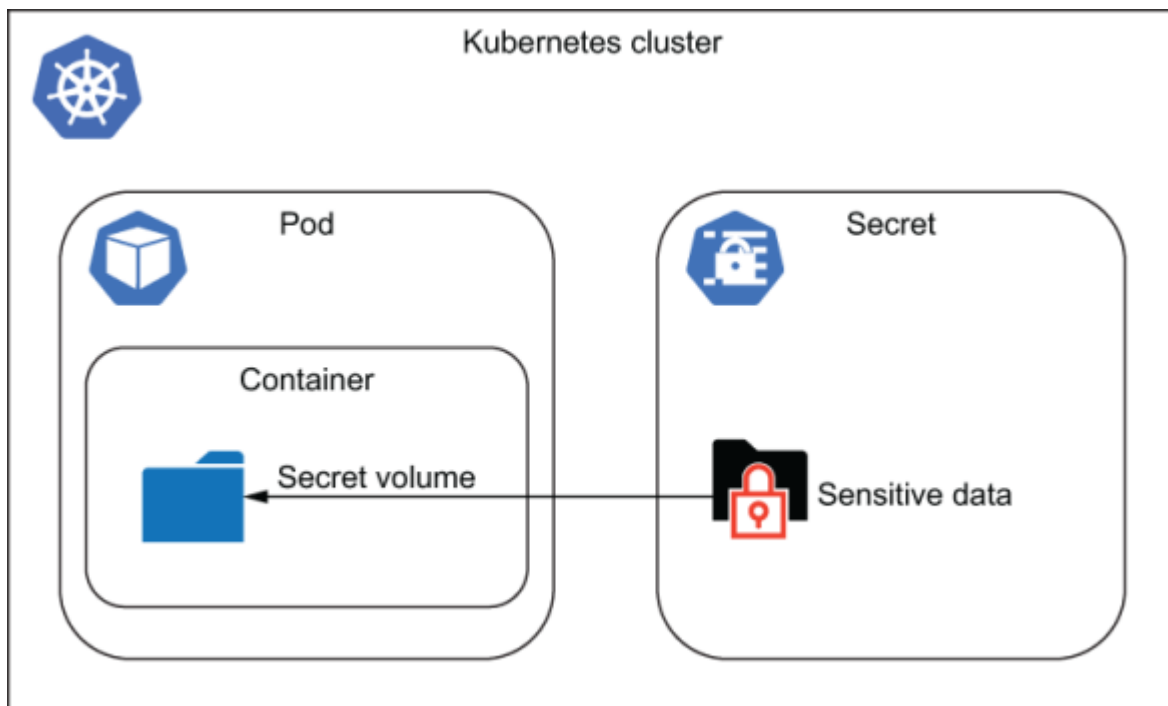 Kubernetes cluster
Pod
Secret
Container
Secret volume
Sensitive data